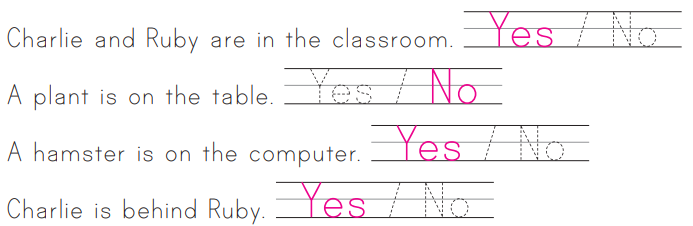 Charlie and Ruby are in the classroom. Yes / No
A plant is on the table. Yes / No
A hamster is on the computer. Yes / No
Charlie is behind Ruby. Yes / No